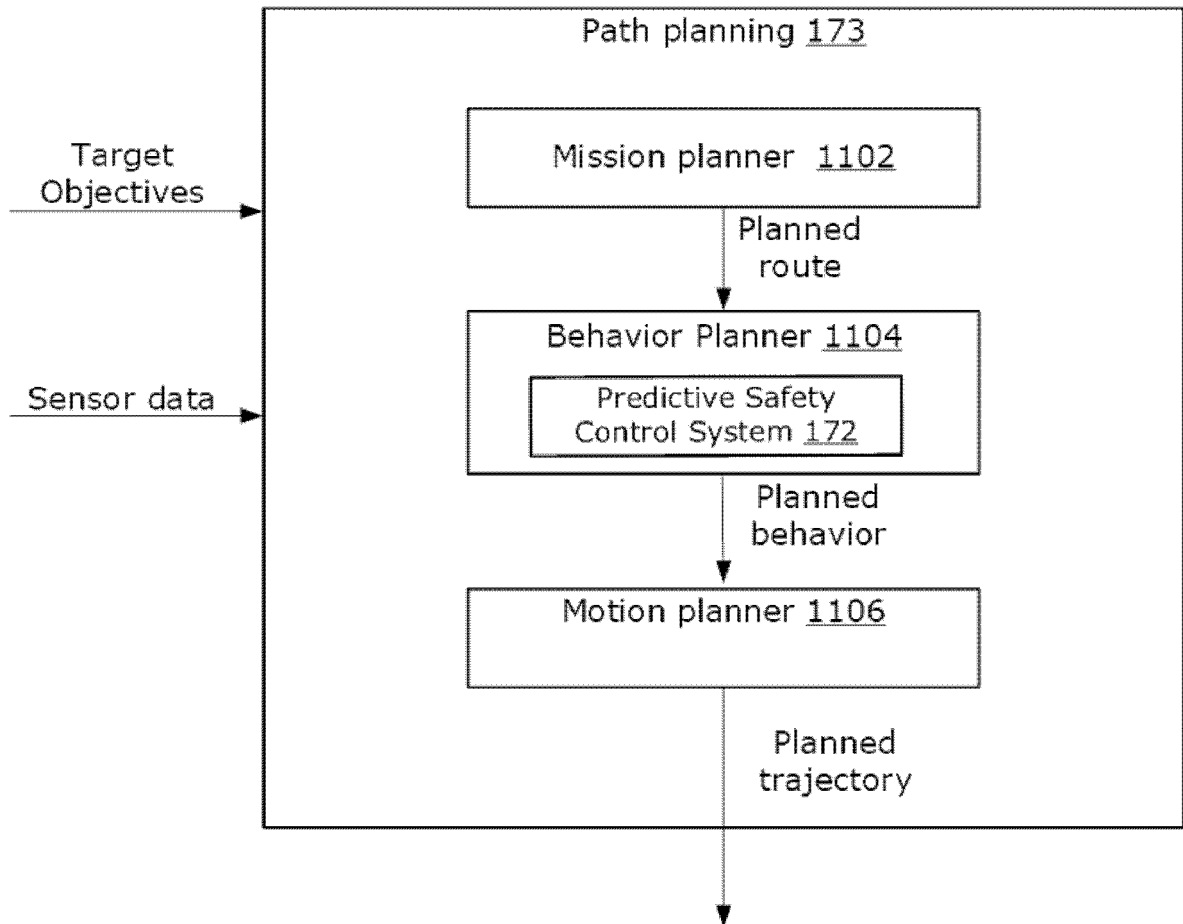 Path planning 173
Target
Objectives
Mission planner 1102
Planned
route
Behavior Planner 1104
Sensor data
Predictive Safety
Control System 172
Planned
behavior
Motion planner 1106
Planned
trajectory